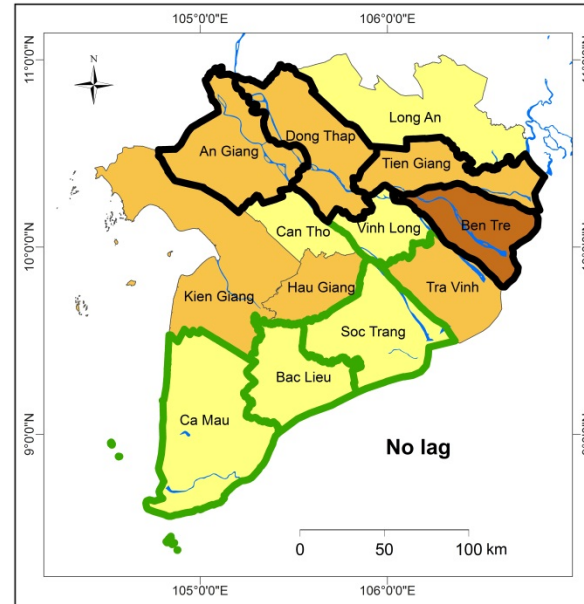 105°0'0"E 106°0'0"E
N
11°0'0"N
Long An
An Giang
Dong Thap
Tien Giang
Ben Tre
Can Tho
Vinh Long
10°0'0"N
Kien Giang
Hau Giang
Tra Vinh
Soc Trang
Bac Lieu
Ca Mau
9°0'0"N
No lag
0 50 100 km
105°0'0"E 106°0'0"E